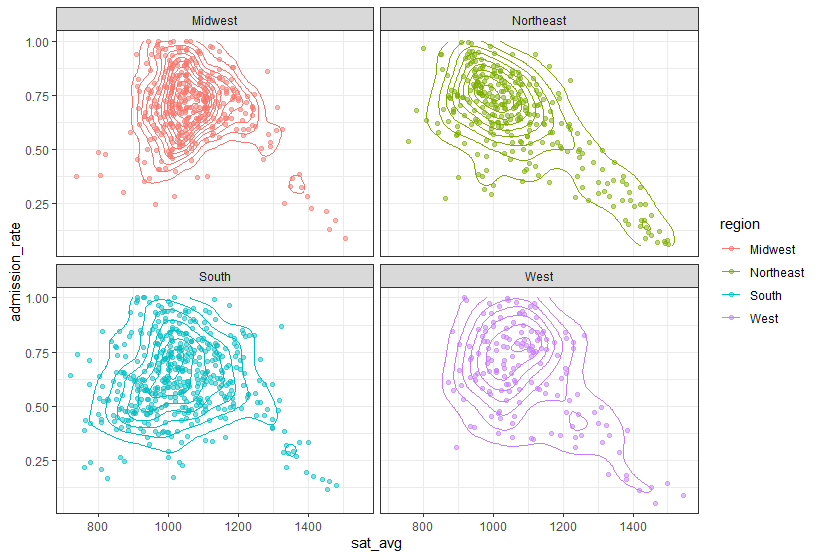 Midwest
Northeast
1.00
0.75
0.50
0.25
South
West
1.00
0.75
0.50
0.25
admission_rate
800 1000 1200 1400
800 1000 1200 1400
sat_avg
region
Midwest
Northeast
South
West